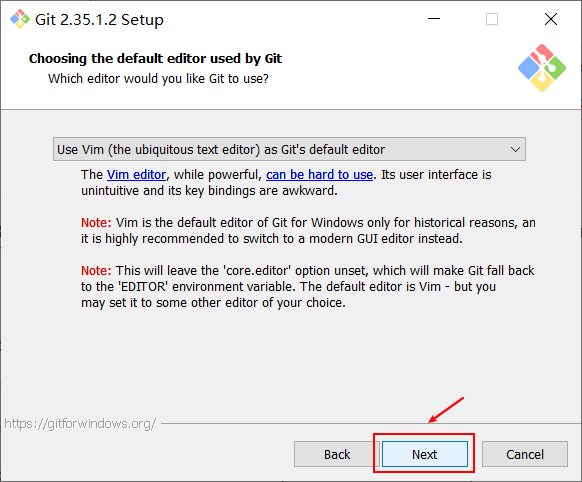 Git 2.35.1.2 Setup
Choosing the default editor used by Git
Which editor would you like Git to use?
Use Vim (the ubiquitous text editor) as Git's default editor
The Vim editor, while powerful, can be hard to use. Its user interface is
unintuitive and its key bindings are awkward.
Note: Vim is the default editor of Git for Windows only for historical reasons, an
it is highly recommended to switch to a modern GUI editor instead.
Note: This will leave the 'core.editor' option unset, which will make Git fall back
to the 'EDITOR' environment variable. The default editor is Vim - but you
may set it to some other editor of your choice.
https://gitforwindows.org/
Back
Next
Cancel